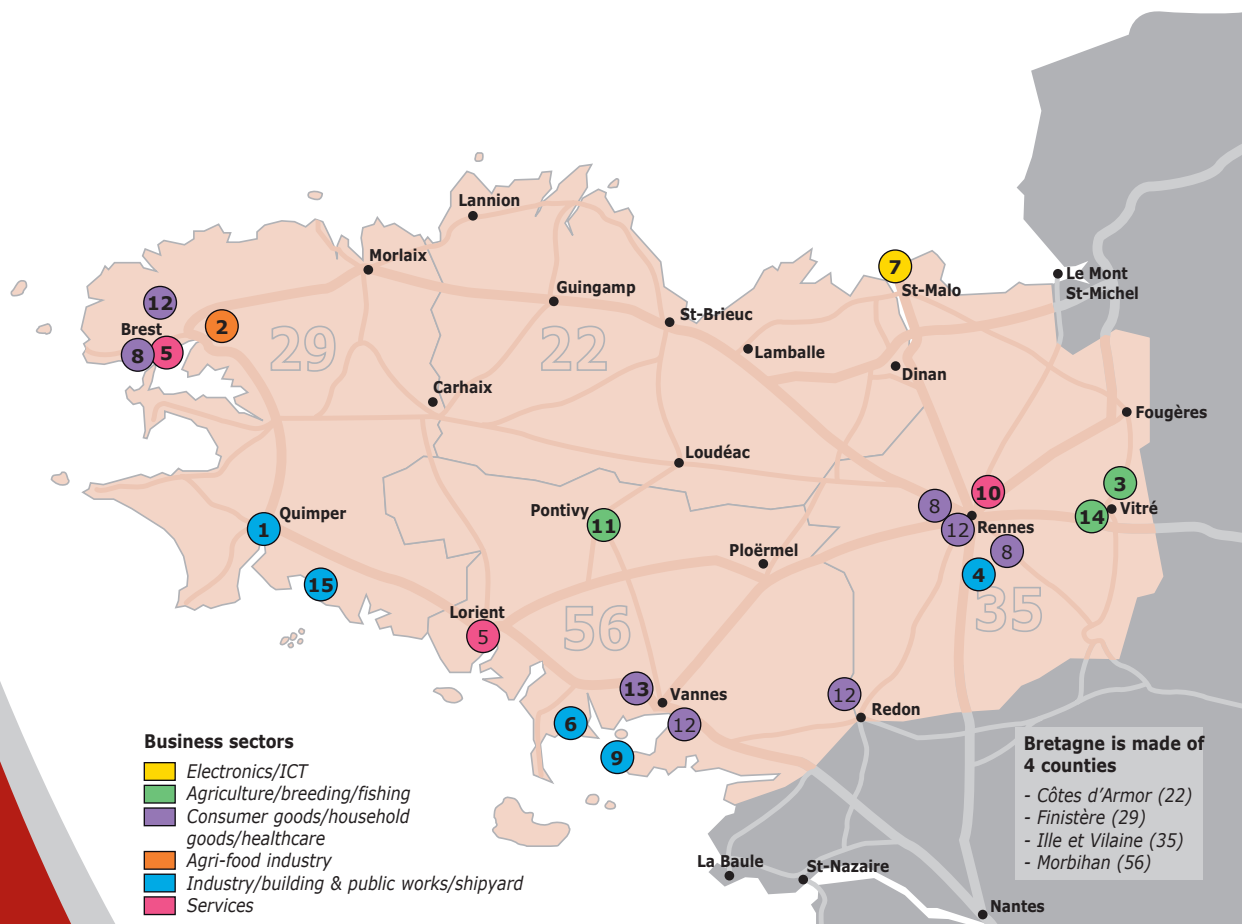 Lannion
Morlaix
Le Mont
St-Michel
7
St-Malo
Guingamp
12
St-Brieuc
Brest
2
29
22
Lamballe
8
5
Dinan
Carhaix
Fougères
Loudéac
3
10
8
Pontivy
11
14
Vitré
Quimper
1
12
Rennes
8
Ploërmel
4
15
35
Lorient
5
56
13
Vannes
12
12
Redon
6
9
Business sectors
Electronics/ICT
Agriculture/breeding/fishing
Consumer goods/household
goods/healthcare
Agri-food industry
Industry/building & public works/shipyard
Services
Bretagne is made of
4 counties
- Côtes d'Armor (22)
- Finistère (29)
- Ille et Vilaine (35)
- Morbihan (56)
La Baule
St-Nazaire
Nantes